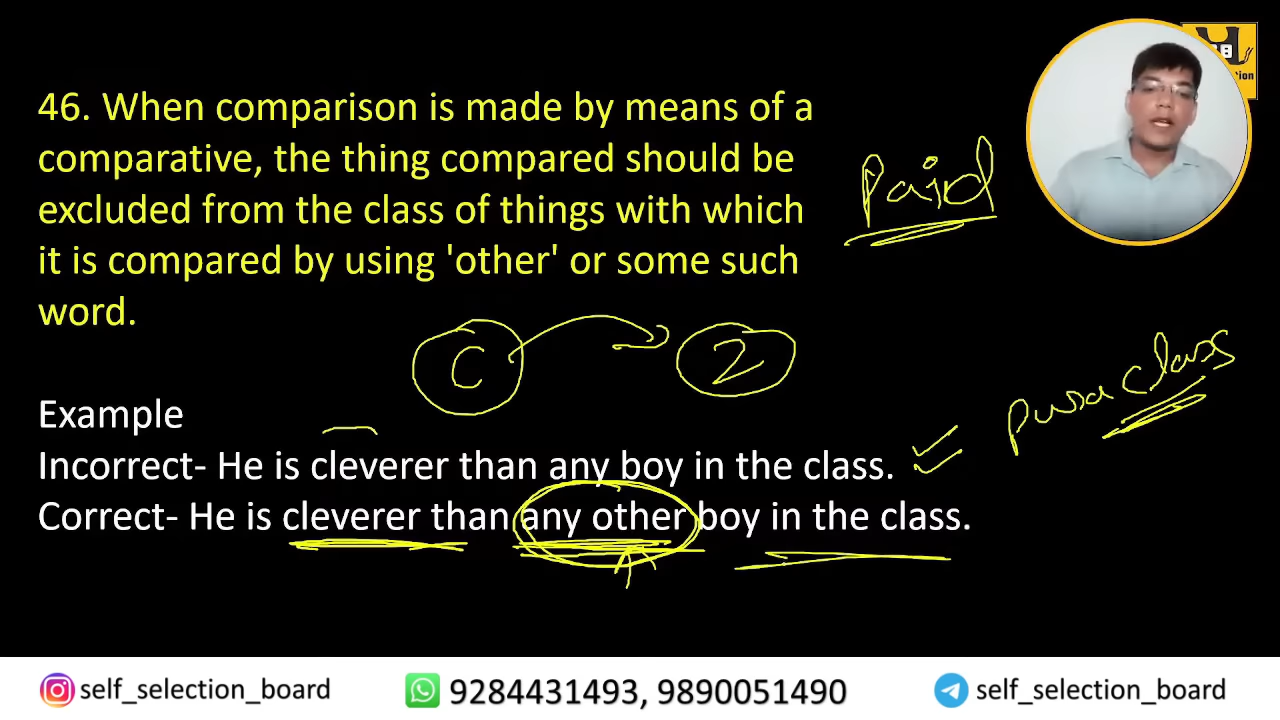 46. When comparison is made by means of a
comparative, the thing compared should be
excluded from the class of things with which
it is compared by using 'other' or some such
word.
Paid
C
2
pura class
Example
Incorrect- He is cleverer than any boy in the class.
Correct- He is cleverer than any other boy in the class.
self_selection_board
9284431493, 9890051490
self_selection_board